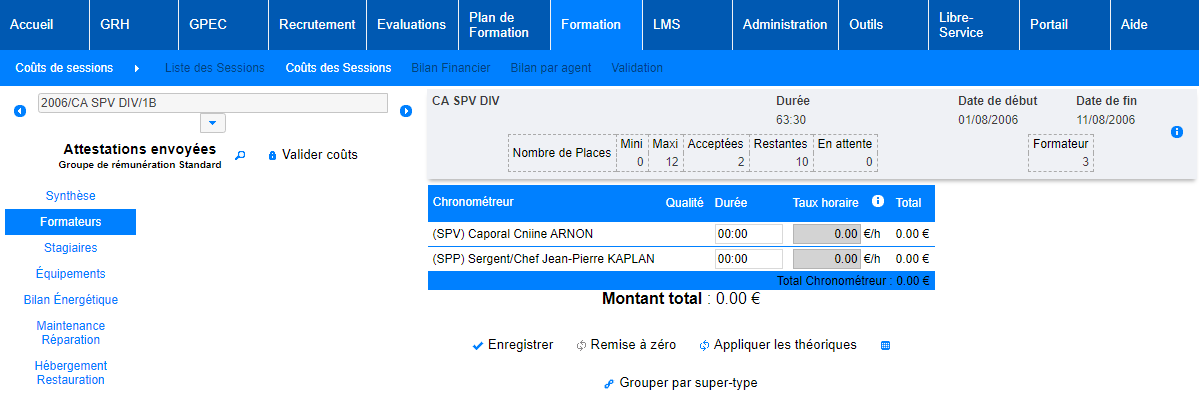 Accueil
GRH
GPEC
Recrutement
Evaluations
Plan de
Formation
Formation
LMS
Administration
Outils
Libre-
Service
Portail
Aide
Coûts de sessions
Liste des Sessions
Coûts des Sessions
Bilan Financier
Bilan par agent
Validation
2006/CA SPV DIV/1B
Attestations envoyées
Groupe de rémunération Standard
Valider coûts
Synthèse
Formateurs
Stagiaires
Équipements
Bilan Énergétique
Maintenance
Réparation
Hébergement
Restauration
CA SPV DIV
Durée
63:30
Date de début
01/08/2006
Date de fin
11/08/2006
Nombre de Places
Mini
0
Maxi
12
Acceptées
2
Restantes
10
En attente
0
Formateur
3
Chronométreur Qualité Durée Taux horaire Total
(SPV) Caporal Cniine ARNON 00:00 0.00 €/h 0.00 €
(SPP) Sergent/Chef Jean-Pierre KAPLAN 00:00 0.00 €/h 0.00 €
Total Chronométreur : 0.00 €
Montant total : 0.00 €
Enregistrer
Remise à zéro
Appliquer les théoriques
Grouper par super-type